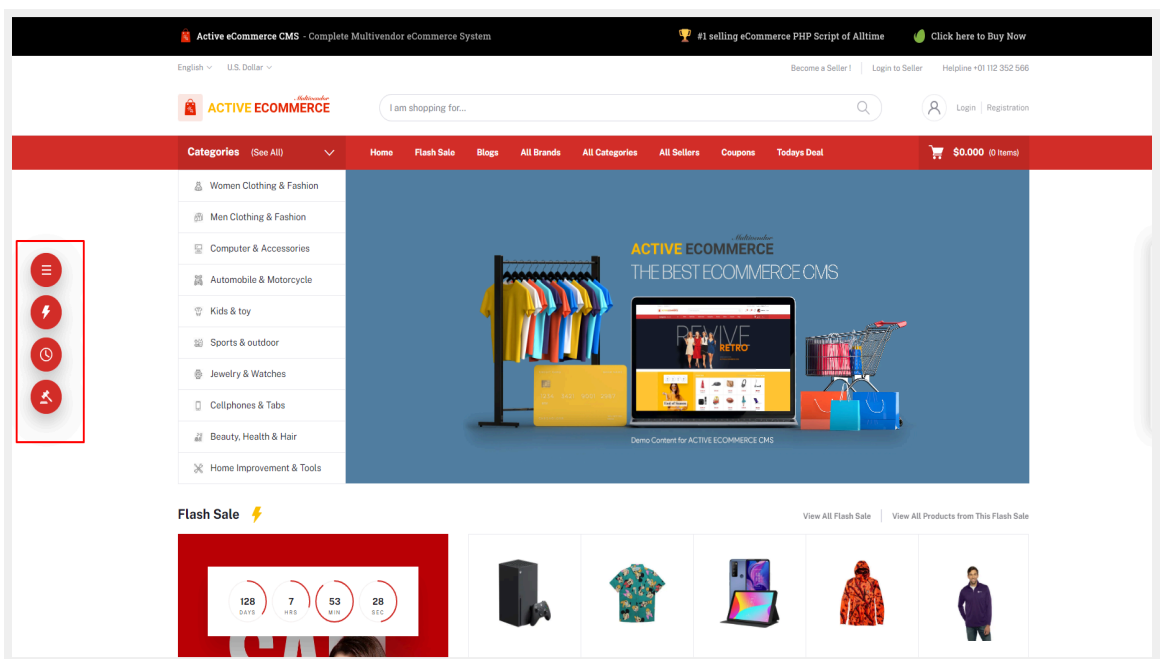 Active eCommerce CMS - Complete Multivendor eCommerce System
#1 selling eCommerce PHP Script of Alltime
Click here to Buy Now
English
U.S. Dollar
Become a Seller !
Login to Seller
Helpline +01 112 352 566
Multivendor
ACTIVE ECOMMERCE
I am shopping for...
Login
Registration
Categories (See All)
Home
Flash Sale
Blogs
All Brands
All Categories
All Sellers
Coupons
Todays Deal
$0.000 (0 Items)
Women Clothing & Fashion
Men Clothing & Fashion
Computer & Accessories
Automobile & Motorcycle
Kids & toy
Sports & outdoor
Jewelry & Watches
Cellphones & Tabs
Beauty, Health & Hair
Home Improvement & Tools
Multivendor
ACTIVE ECOMMERCE
THE BEST ECOMMERCE CMS
REVIVE
RETRO
Demo Content for ACTIVE ECOMMERCE CMS
Flash Sale
View All Flash Sale
View All Products from This Flash Sale
128
DAYS
7
HRS
53
MIN
28
SEC